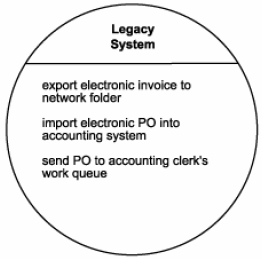 Legacy
System
export electronic invoice to
network folder
import electronic PO into
accounting system
send PO to accounting clerk's
work queue